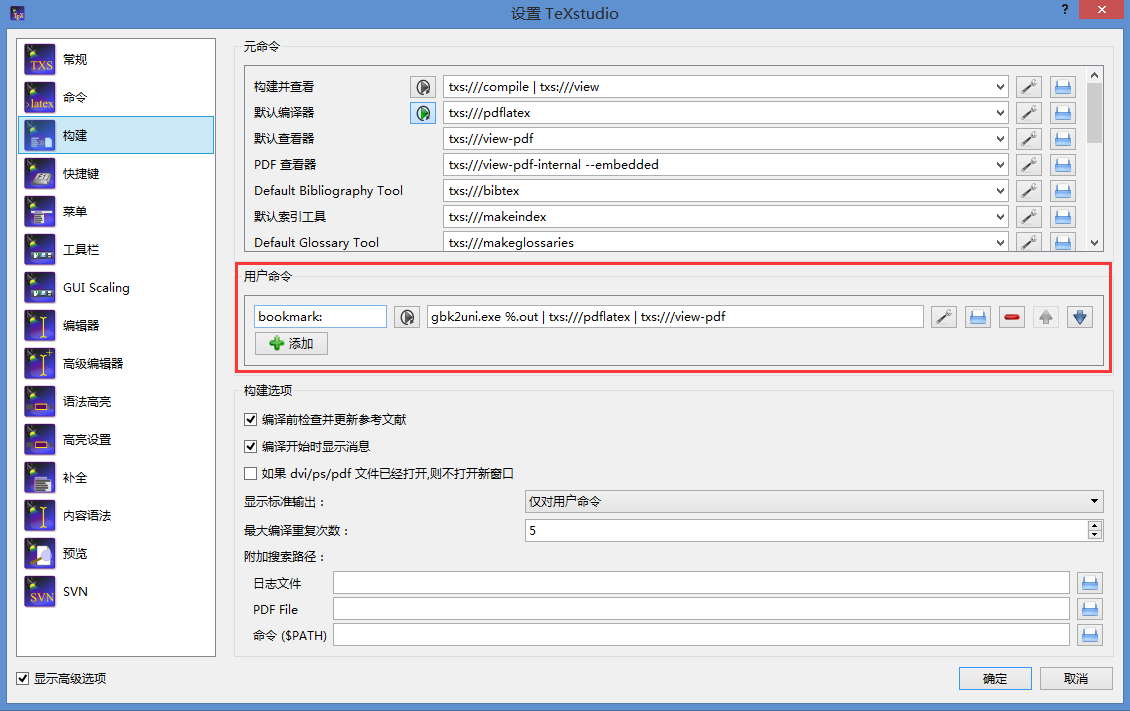 设置 TeXstudio
?
常规
命令
构建
快捷键
菜单
工具栏
GUI Scaling
编辑器
高级编辑器
语法高亮
高亮设置
补全
内容语法
预览
SVN
元命令
构建并查看 txs:///compile | txs:///view
默认编译器 txs:///pdflatex
默认查看器 txs:///view-pdf
PDF 查看器 txs:///view-pdf-internal --embedded
Default Bibliography Tool txs:///bibtex
默认索引工具 txs:///makeindex
Default Glossary Tool txs:///makeglossaries
用户命令
bookmark: gbk2uni.exe %.out | txs:///pdflatex | txs:///view-pdf
添加
构建选项
编译前检查并更新参考文献
编译开始时显示消息
如果 dvi/ps/pdf 文件已经打开,则不打开新窗口
显示标准输出： 仅对用户命令
最大编译重复次数： 5
附加搜索路径：
日志文件
PDF File
命令 ($PATH)
显示高级选项
确定 取消